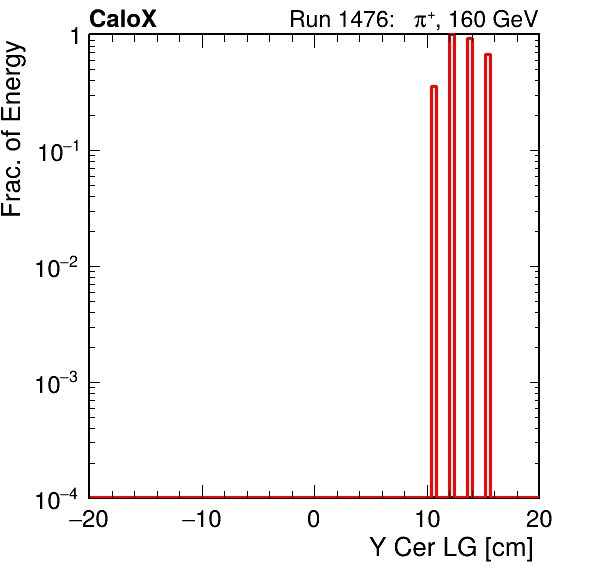 CaloX Run 1476: π⁺, 160 GeV
Frac. of Energy
1
10⁻¹
10⁻²
10⁻³
10⁻⁴
−20 −10 0 10 20
Y Cer LG [cm]